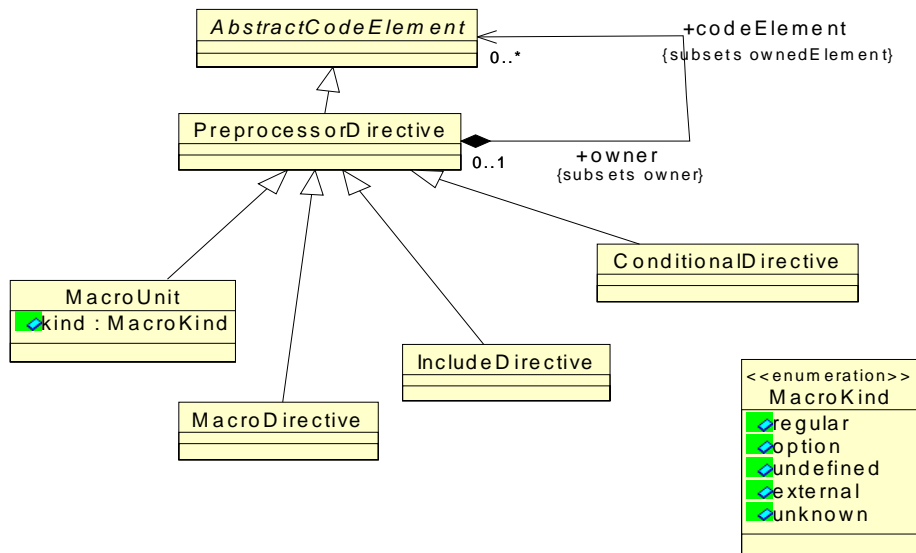 AbstractCodeElement
+codeElement
{subsets ownedElement}
0..*
PreprocessorDirective
0..1
+owner
{subsets owner}
ConditionalDirective
MacroUnit
kind : MacroKind
IncludeDirective
MacroDirective
<<enumeration>>
MacroKind
regular
option
undefined
external
unknown